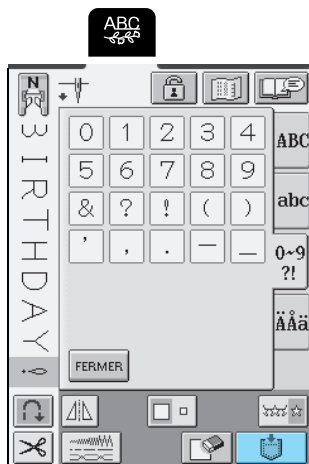 ABC
N
BIRTHDAY
0 1 2 3 4
5 6 7 8 9
& ? ! ( )
' , . — _
FERMER
ABC
abc
0~9
?!
ÄÅä